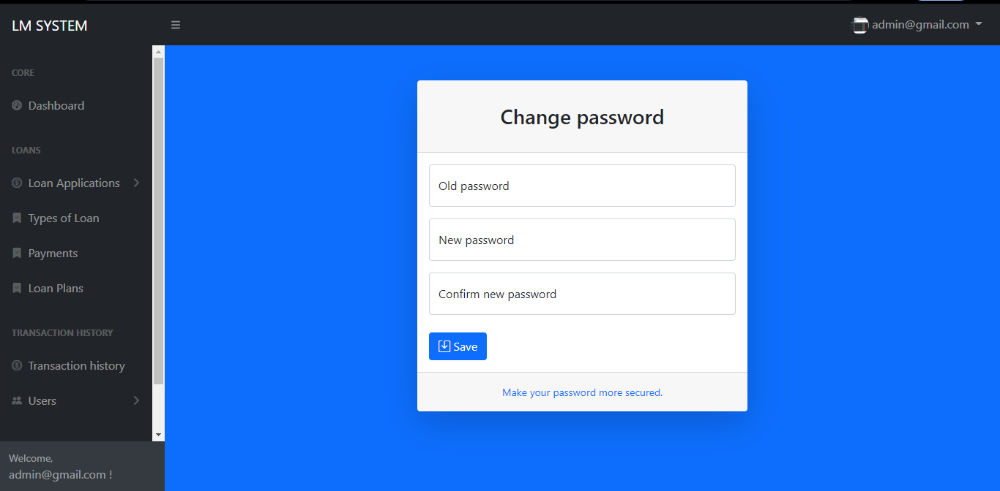 LM SYSTEM
admin@gmail.com
CORE
Dashboard
LOANS
Loan Applications
Types of Loan
Payments
Loan Plans
TRANSACTION HISTORY
Transaction history
Users
Welcome,
admin@gmail.com !
Change password
Old password
New password
Confirm new password
Save
Make your password more secured.